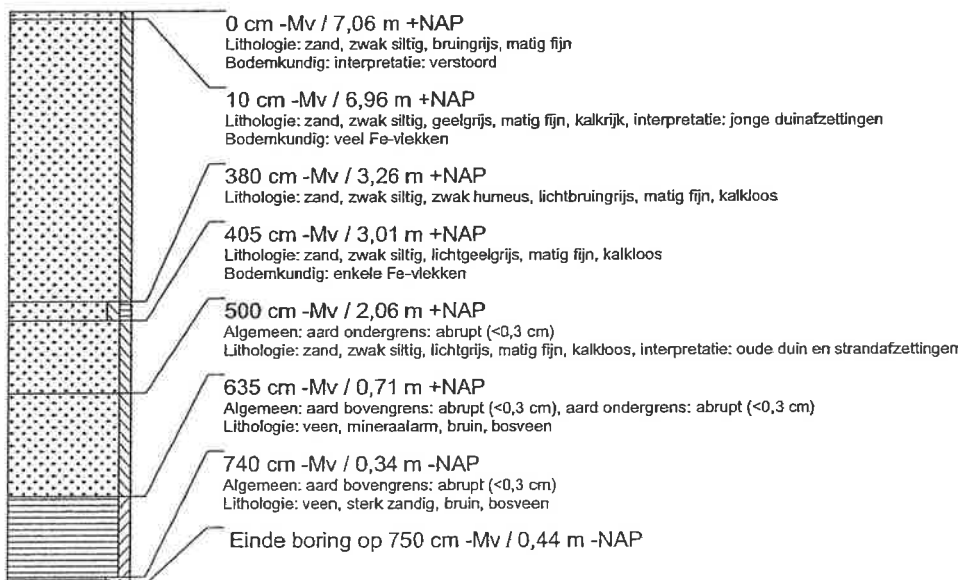 0 cm -Mv / 7,06 m +NAP
Lithologie: zand, zwak siltig, bruingrijs, matig fijn
Bodemkundig: interpretatie: verstoord
10 cm -Mv / 6,96 m +NAP
Lithologie: zand, zwak siltig, geelgrijs, matig fijn, kalkrijk, interpretatie: jonge duinafzettingen
Bodemkundig: veel Fe-vlekken
380 cm -Mv / 3,26 m +NAP
Lithologie: zand, zwak siltig, zwak humeus, lichtbruingrijs, matig fijn, kalkloos
405 cm -Mv / 3,01 m +NAP
Lithologie: zand, zwak siltig, lichtgeelgrijs, matig fijn, kalkloos
Bodemkundig: enkele Fe-vlekken
500 cm -Mv / 2,06 m +NAP
Algemeen: aard ondergrens: abrupt (<0,3 cm)
Lithologie: zand, zwak siltig, lichtgrijs, matig fijn, kalkloos, interpretatie: oude duin en strandafzettingen
635 cm -Mv / 0,71 m +NAP
Algemeen: aard bovengrens: abrupt (<0,3 cm), aard ondergrens: abrupt (<0,3 cm)
Lithologie: veen, mineraalarm, bruin, bosveen
740 cm -Mv / 0,34 m -NAP
Algemeen: aard bovengrens: abrupt (<0,3 cm)
Lithologie: veen, sterk zandig, bruin, bosveen
Einde boring op 750 cm -Mv / 0,44 m -NAP